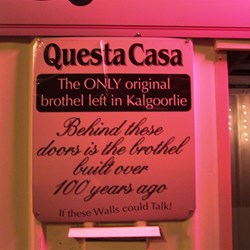 Questa Casa
The ONLY original
brothel left in Kalgoorlie
Behind these
doors is the brothel
built over
100 years ago
If these Walls could Talk!